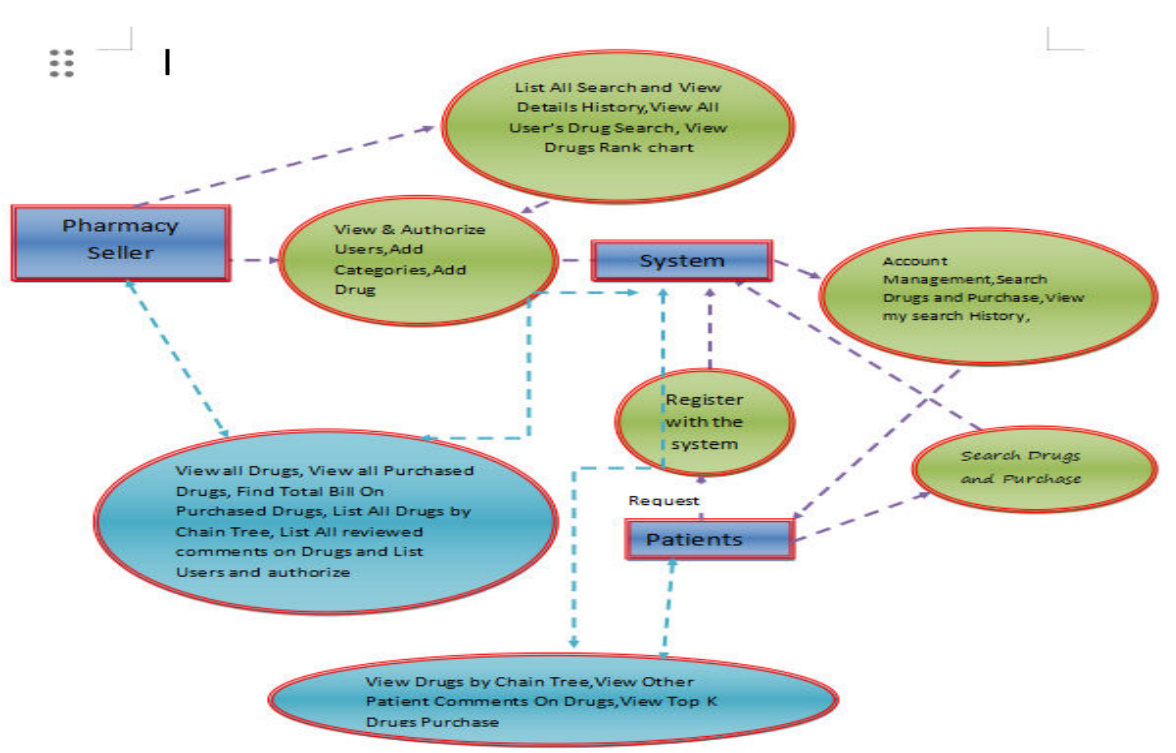 List All Search and View
Details History,View All
User's Drug Search, View
Drugs Rank chart
Pharmacy
Seller
View & Authorize
Users,Add
Categories,Add
Drug
System
Account
Management,Search
Drugs and Purchase,View
my search History,
Register
with the
system
Search Drugs
and Purchase
View all Drugs, View all Purchased
Drugs, Find Total Bill On
Purchased Drugs, List All Drugs by
Chain Tree, List All reviewed
comments on Drugs and List
Users and authorize
Request
Patients
View Drugs by Chain Tree,View Other
Patient Comments On Drugs,View Top K
Drugs Purchase